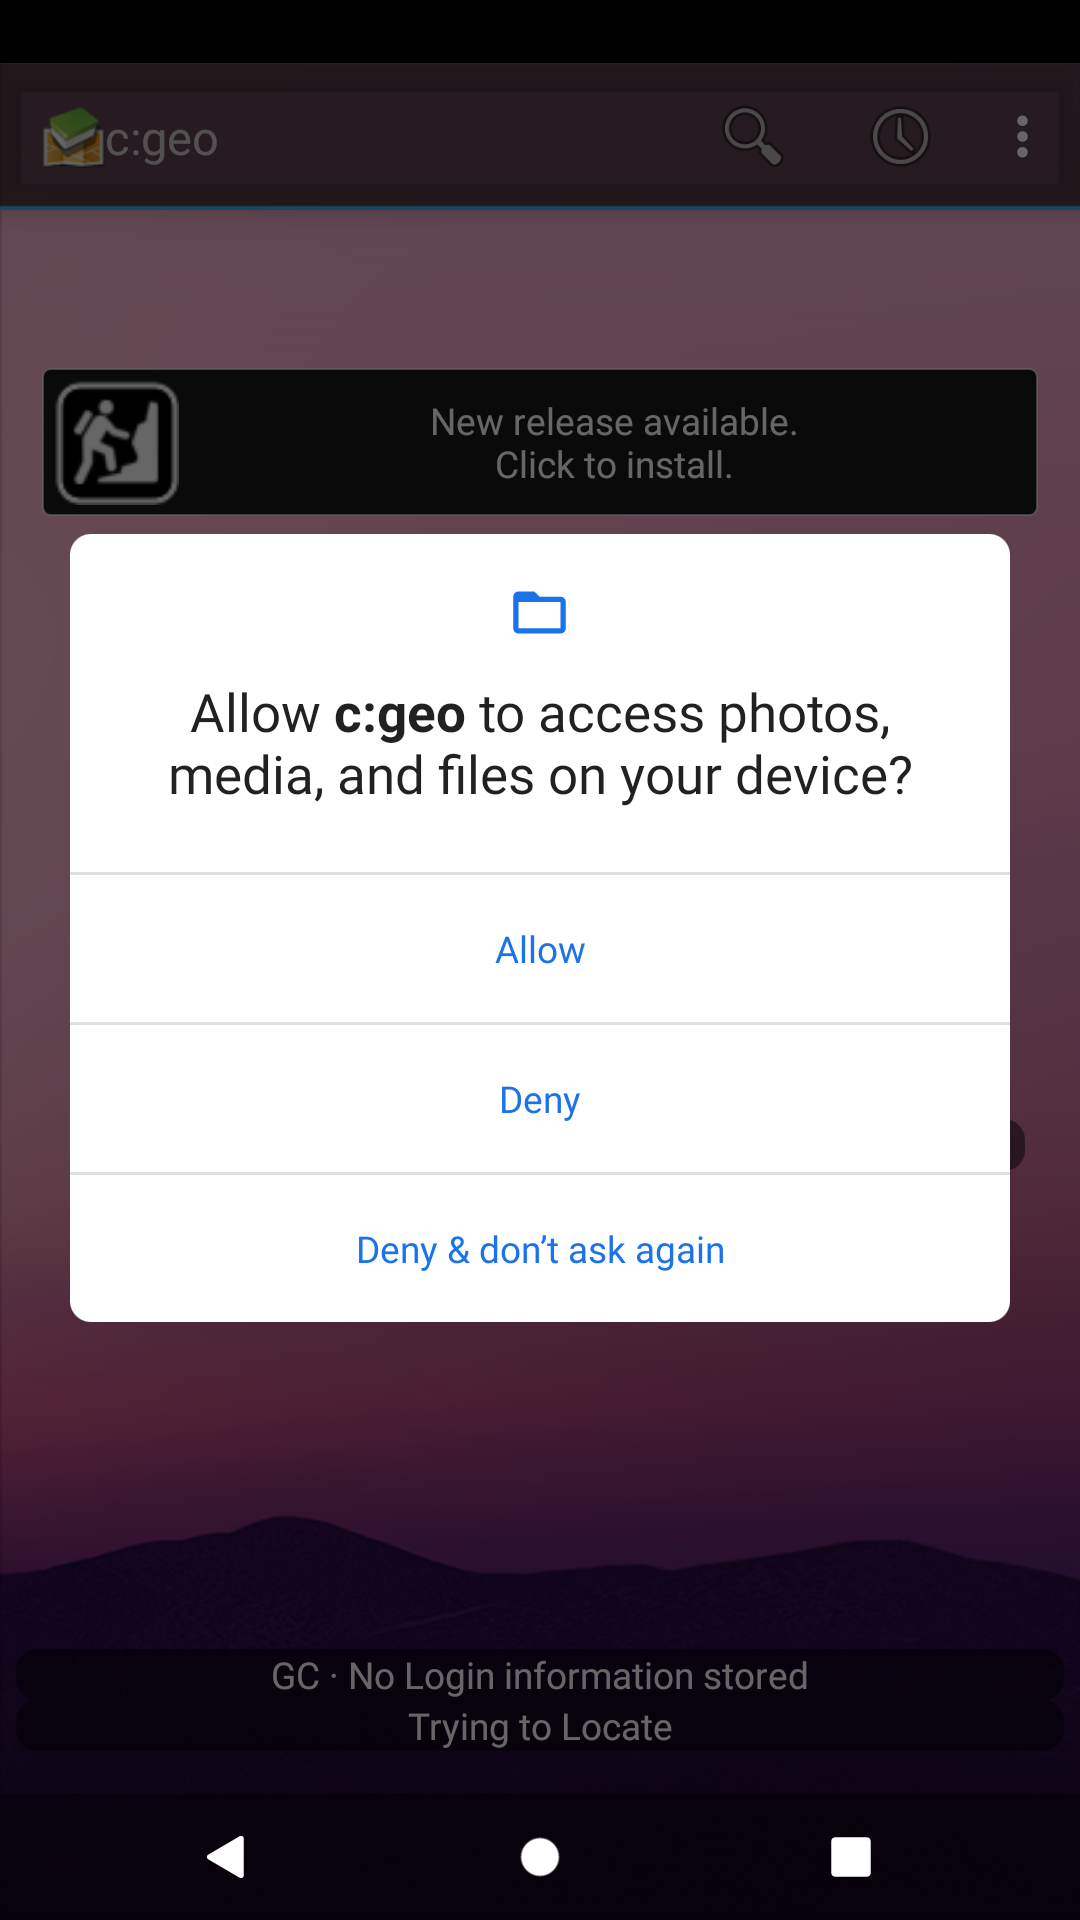 c:geo
New release available.
Click to install.
Allow c:geo to access photos,
media, and files on your device?
Allow
Deny
Deny & don’t ask again
GC · No Login information stored
Trying to Locate